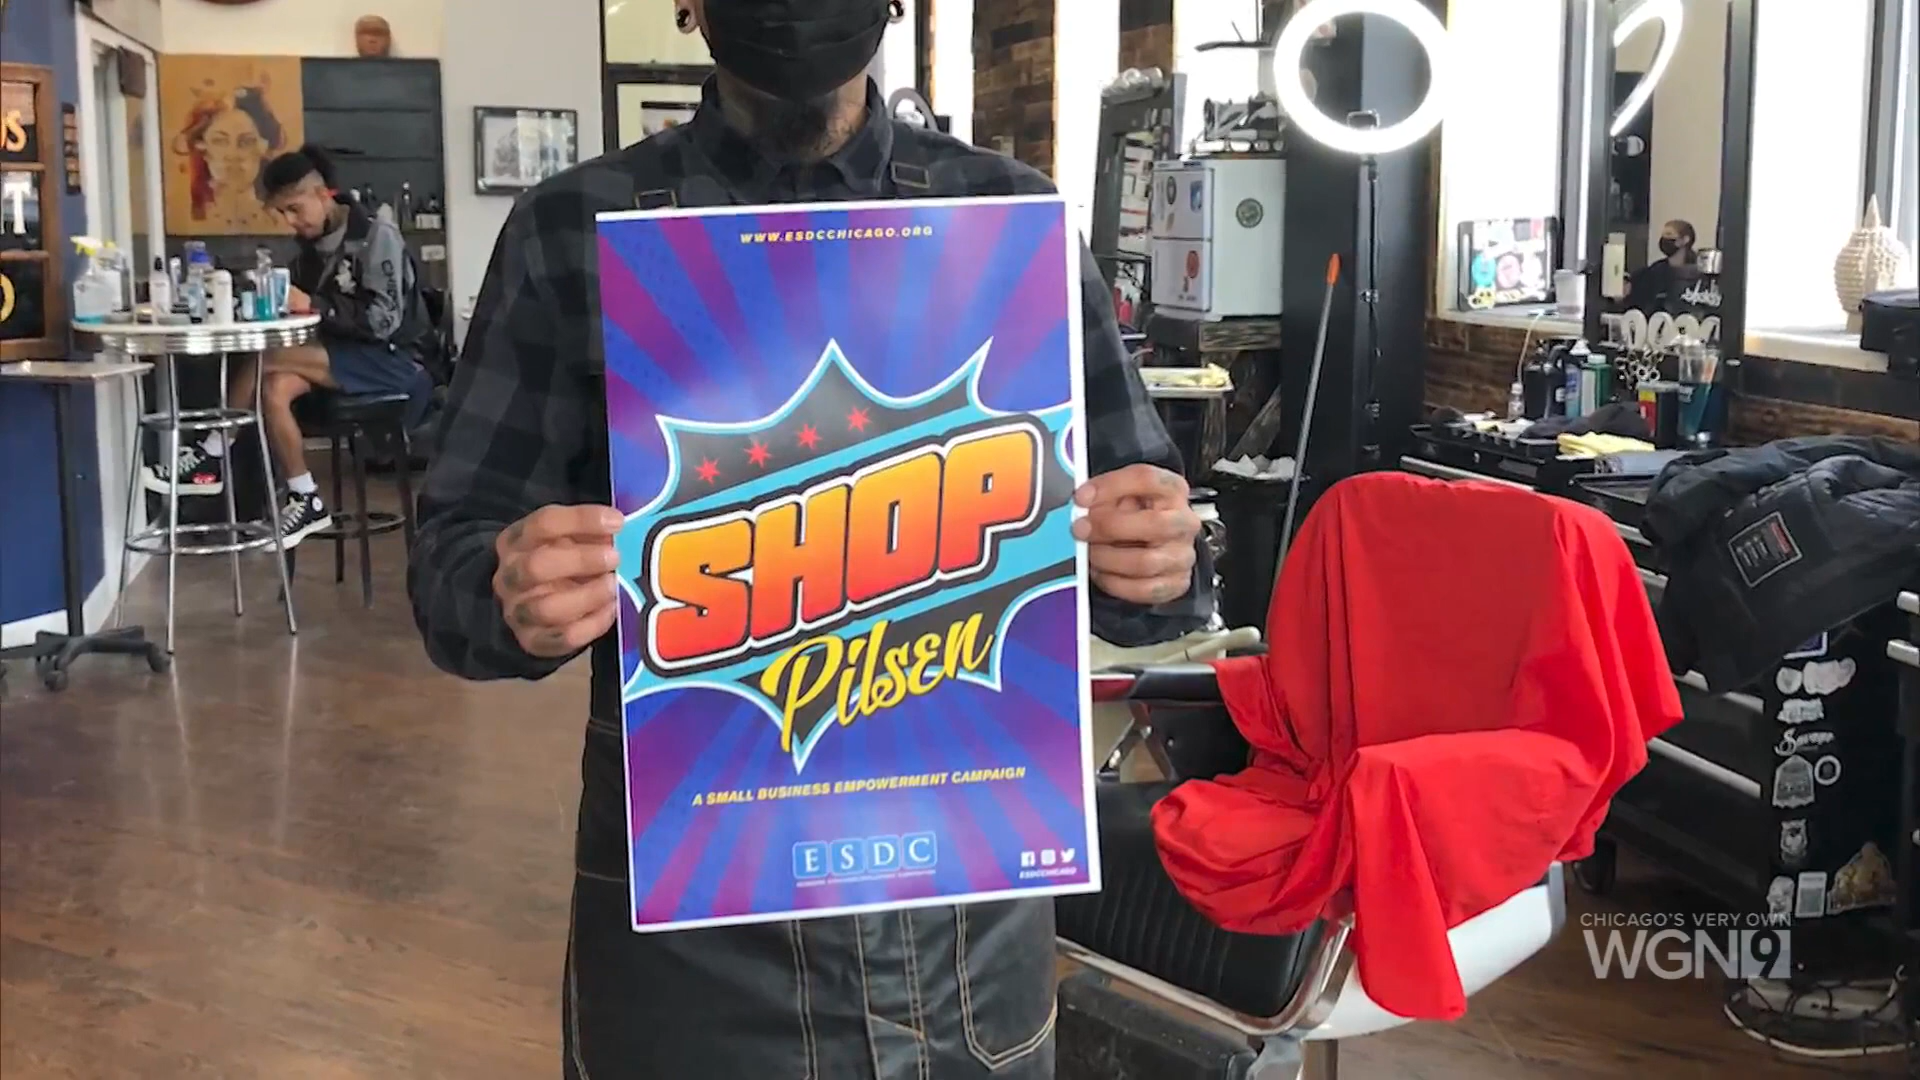 WWW.ESDCCHICAGO.ORG
SHOP
Pilsen
A SMALL BUSINESS EMPOWERMENT CAMPAIGN
ESDC
ESDCCHICAGO
CHICAGO'S VERY OWN
WGN9